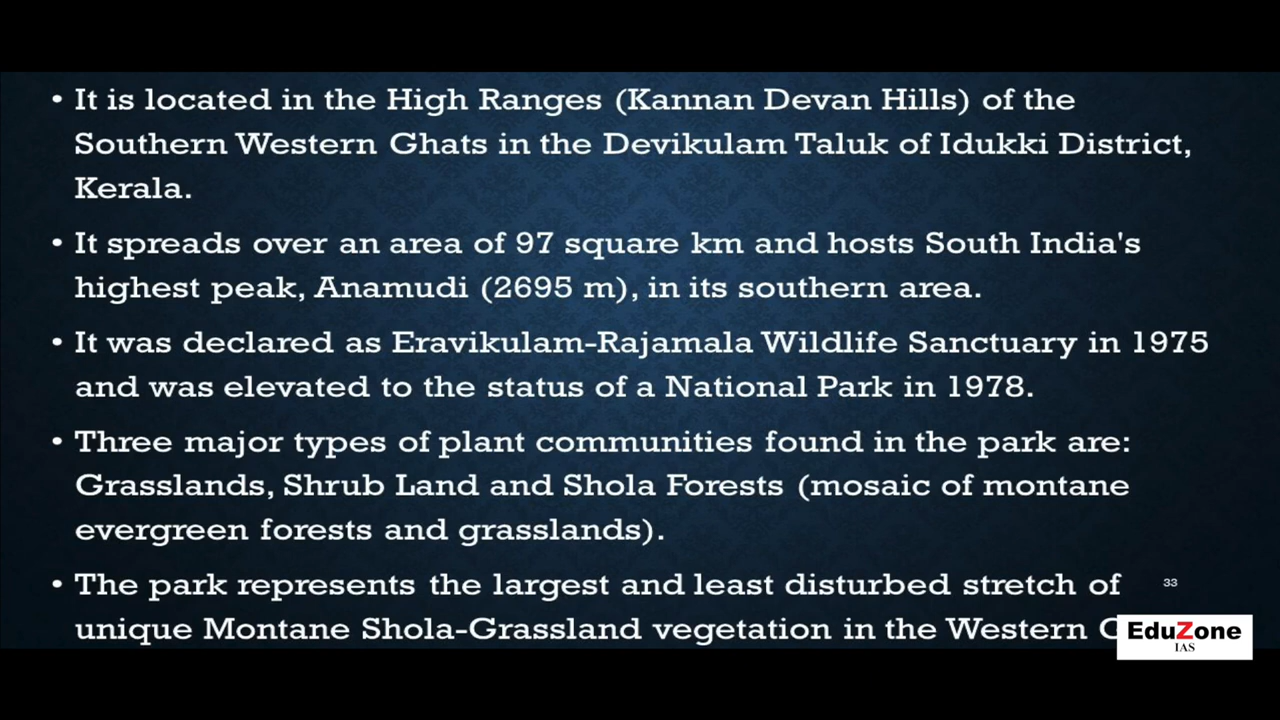 • It is located in the High Ranges (Kannan Devan Hills) of the
Southern Western Ghats in the Devikulam Taluk of Idukki District,
Kerala.
• It spreads over an area of 97 square km and hosts South India's
highest peak, Anamudi (2695 m), in its southern area.
• It was declared as Eravikulam-Rajamala Wildlife Sanctuary in 1975
and was elevated to the status of a National Park in 1978.
• Three major types of plant communities found in the park are:
Grasslands, Shrub Land and Shola Forests (mosaic of montane
evergreen forests and grasslands).
• The park represents the largest and least disturbed stretch of
33
unique Montane Shola-Grassland vegetation in the Western
EduZone
IAS